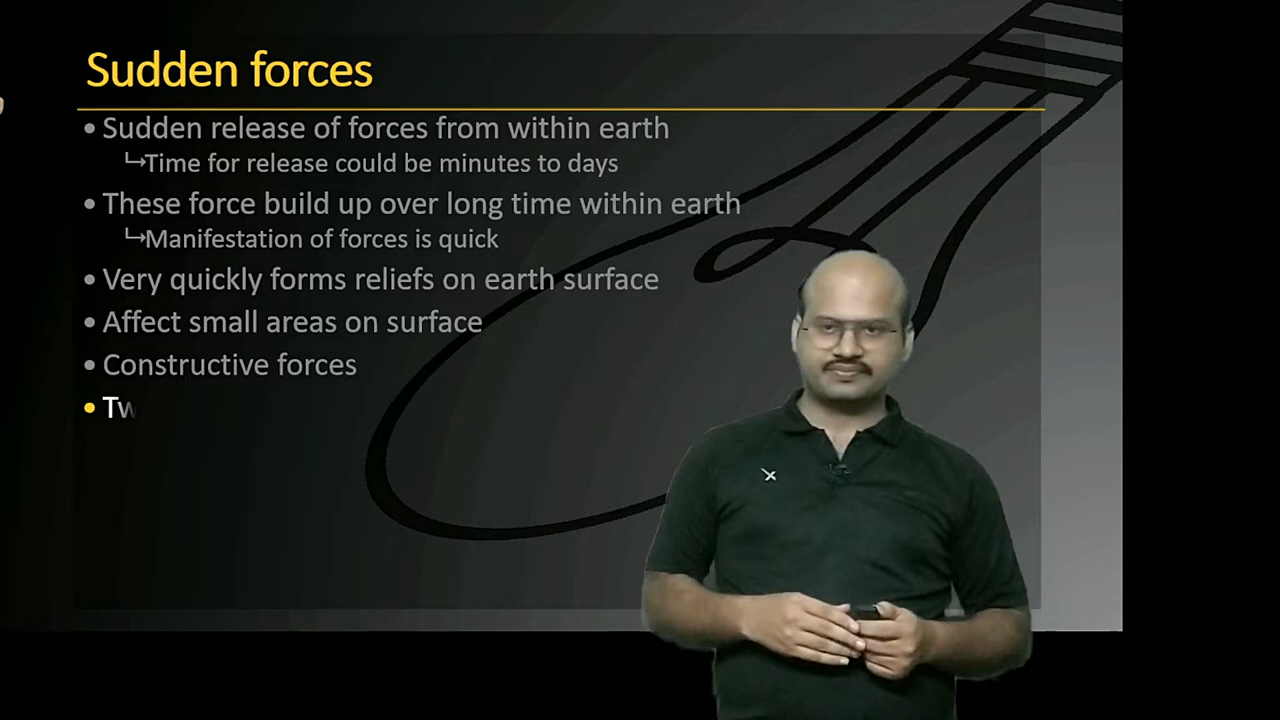 Sudden forces
• Sudden release of forces from within earth
↳Time for release could be minutes to days
• These force build up over long time within earth
↳Manifestation of forces is quick
• Very quickly forms reliefs on earth surface
• Affect small areas on surface
• Constructive forces
• Tw